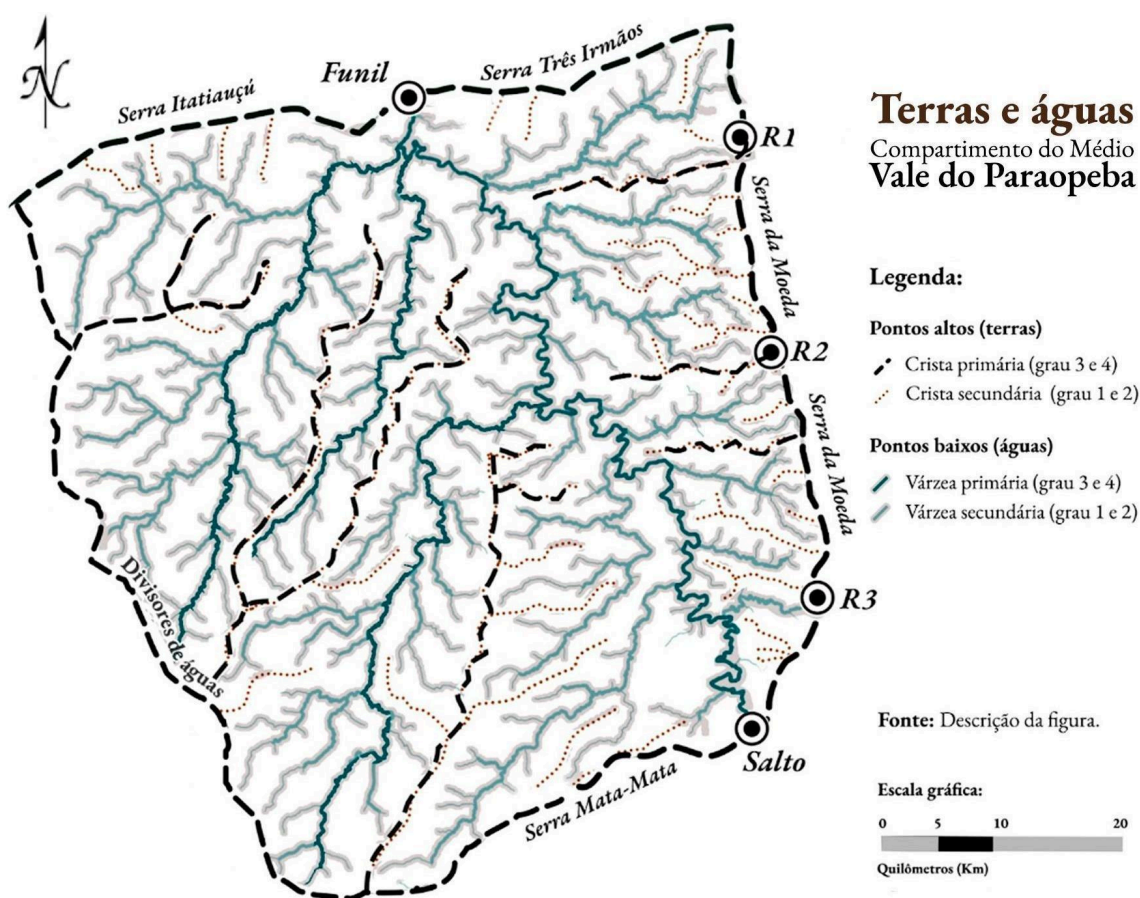 N
Serra Itatiauçú
Funil
Serra Três Irmãos
R1
Serra da Moeda
R2
Serra da Moeda
R3
Divisores de águas
Salto
Serra Mata-Mata
Terras e águas
Compartimento do Médio
Vale do Paraopeba
Legenda:
Pontos altos (terras)
Crista primária (grau 3 e 4)
Crista secundária (grau 1 e 2)
Pontos baixos (águas)
Várzea primária (grau 3 e 4)
Várzea secundária (grau 1 e 2)
Fonte: Descrição da figura.
Escala gráfica:
0 5 10 20
Quilômetros (Km)